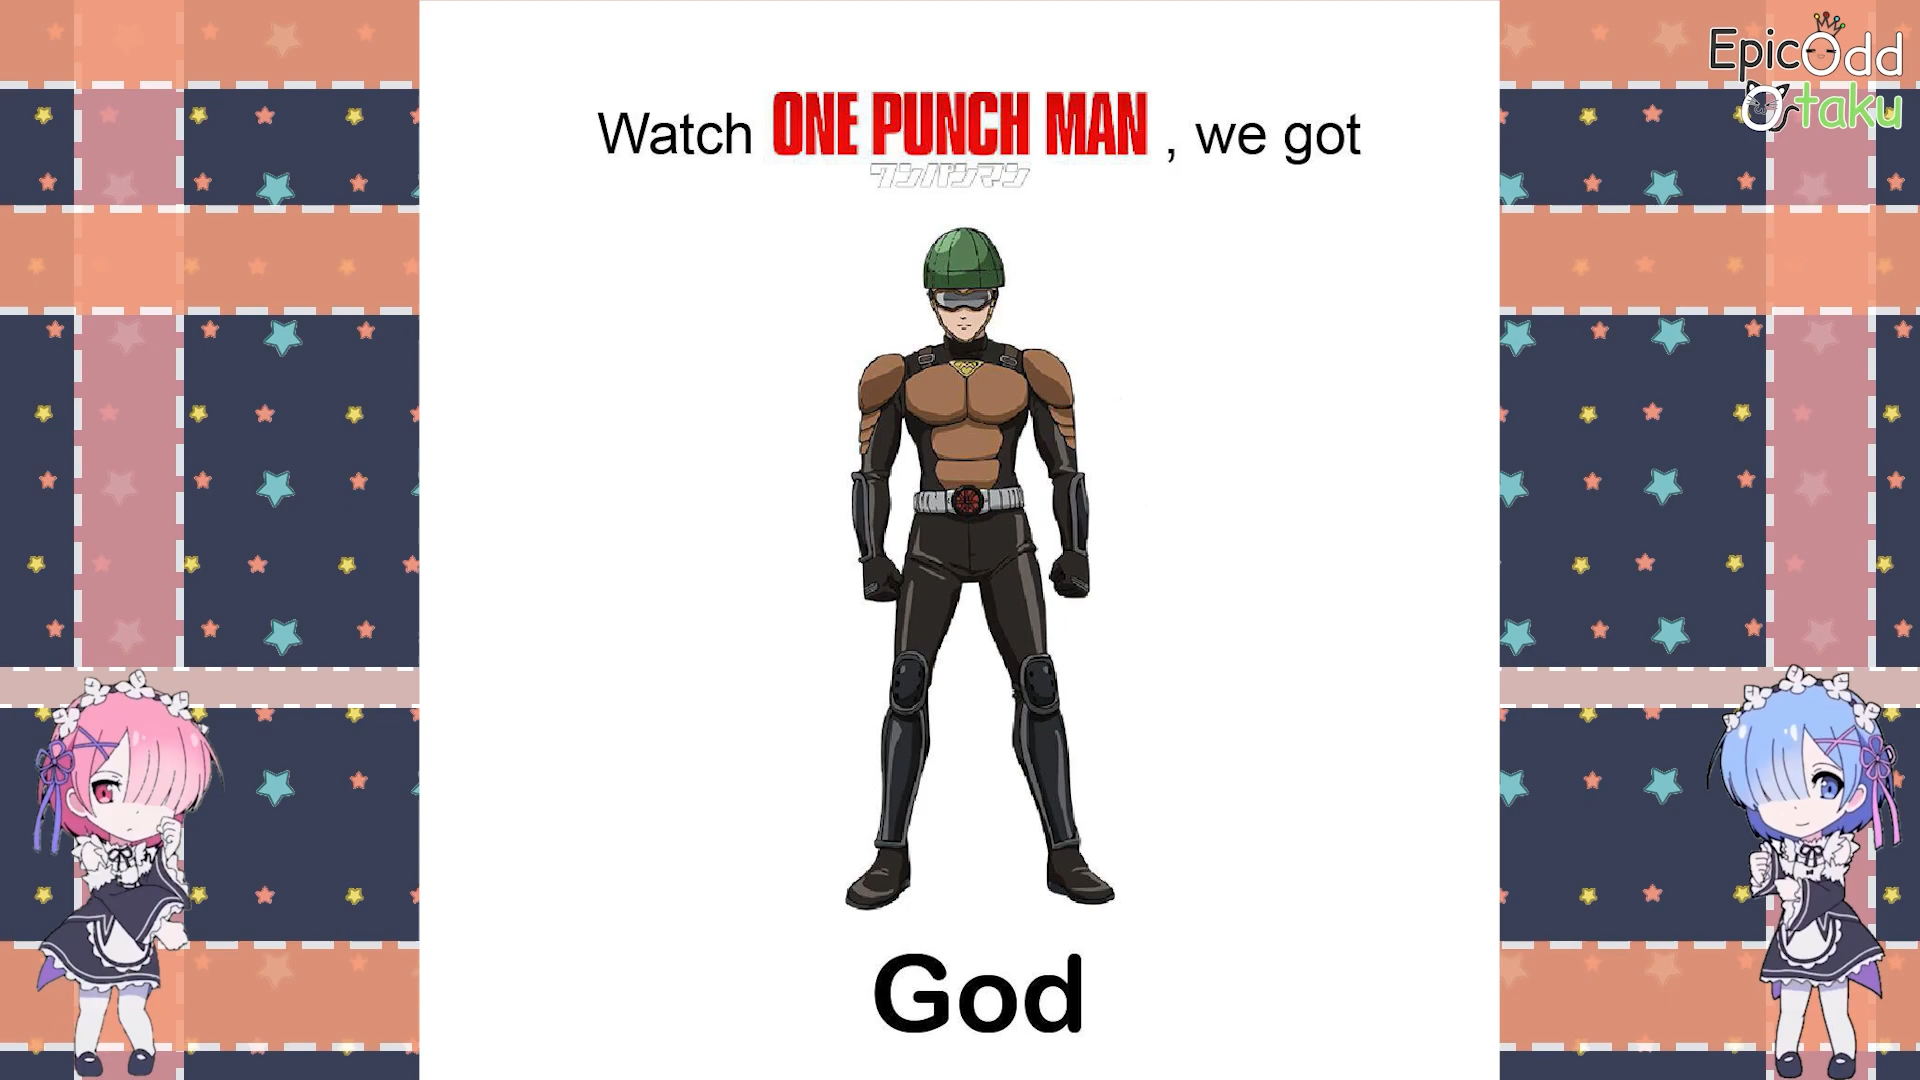 Watch ONE PUNCH MAN , we got
ワンパンマン
God
EpicOdd
Otaku